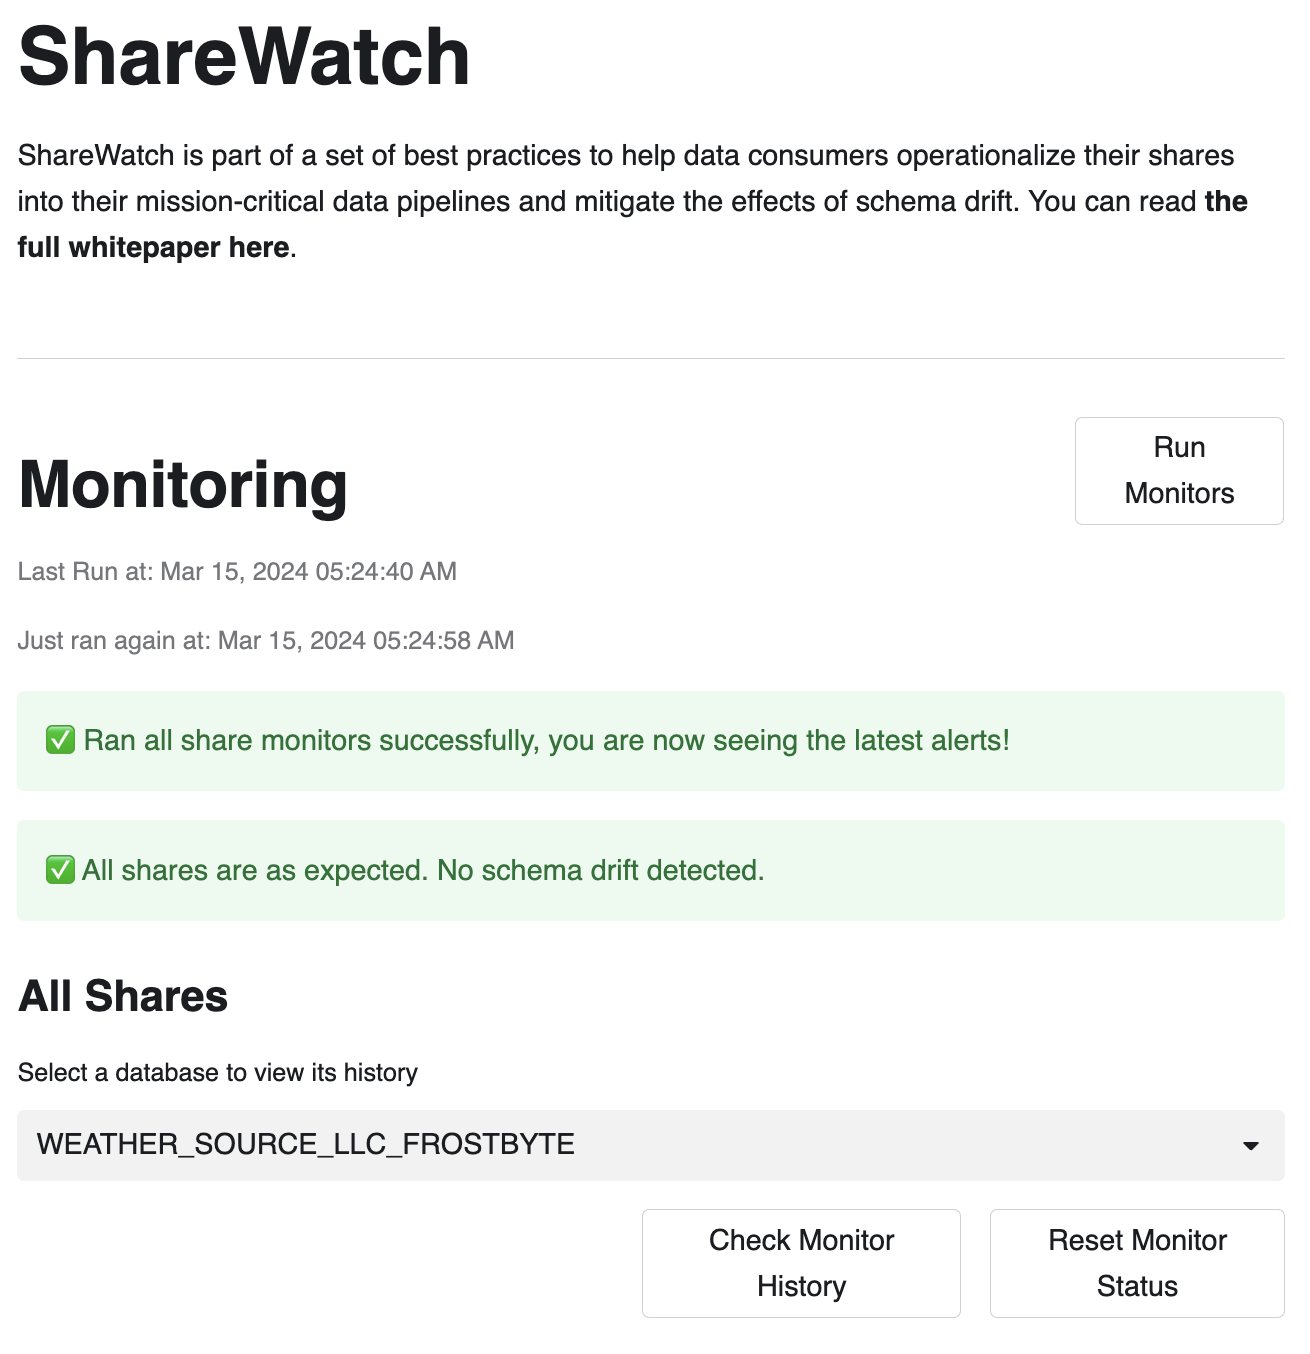 ShareWatch
ShareWatch is part of a set of best practices to help data consumers operationalize their shares
into their mission-critical data pipelines and mitigate the effects of schema drift. You can read the
full whitepaper here.
Run
Monitors
Monitoring
Last Run at: Mar 15, 2024 05:24:40 AM
Just ran again at: Mar 15, 2024 05:24:58 AM
✅ Ran all share monitors successfully, you are now seeing the latest alerts!
✅ All shares are as expected. No schema drift detected.
All Shares
Select a database to view its history
WEATHER_SOURCE_LLC_FROSTBYTE
Check Monitor
History
Reset Monitor
Status